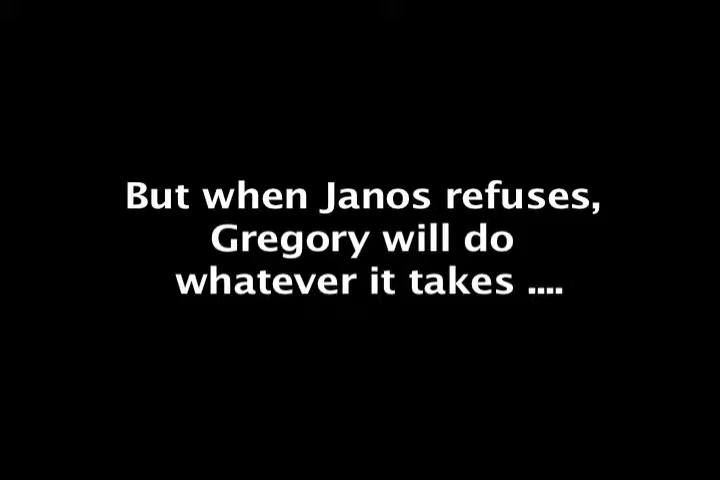 But when Janos refuses,
Gregory will do
whatever it takes ....